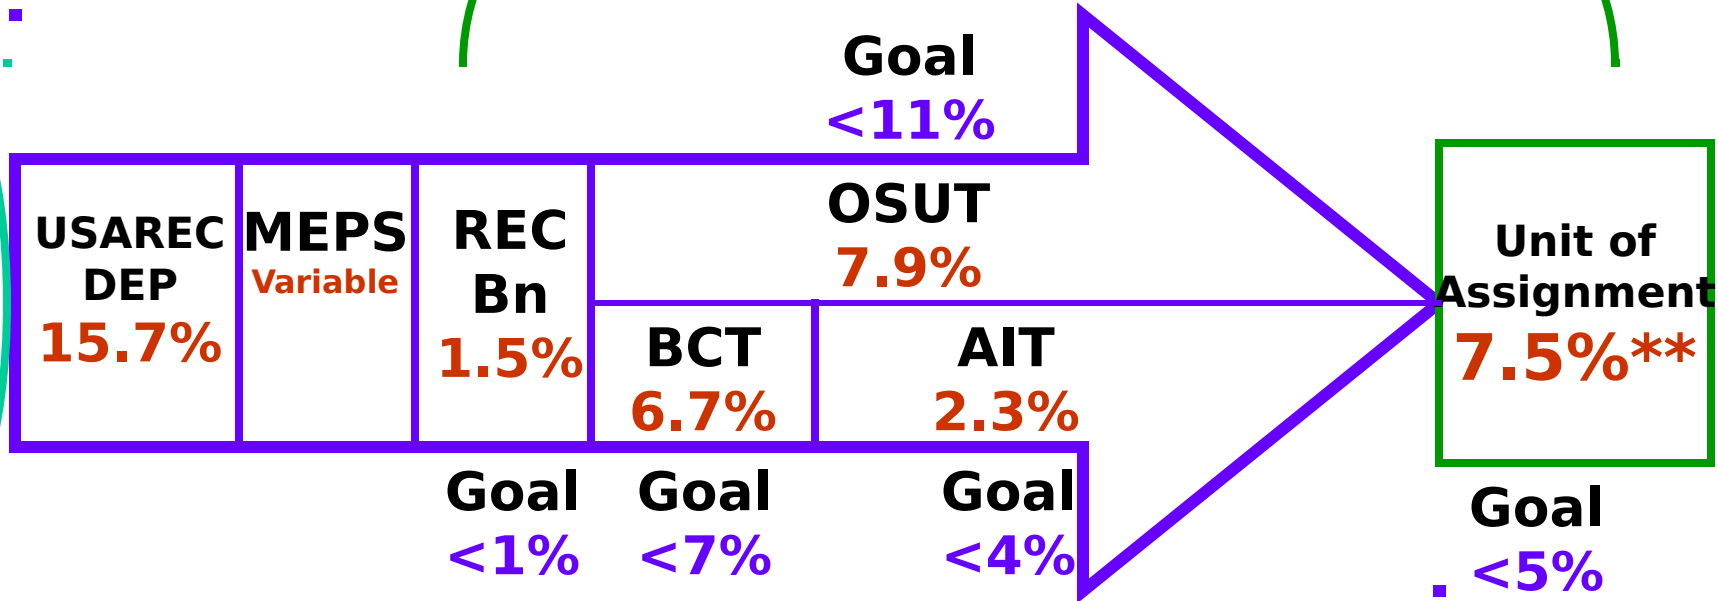 Goal
<11%
USAREC
DEP
15.7%
MEPS
Variable
REC
Bn
1.5%
OSUT
7.9%
BCT
6.7%
AIT
2.3%
Unit of
Assignment
7.5%**
Goal
<1%
Goal
<7%
Goal
<4%
Goal
<5%